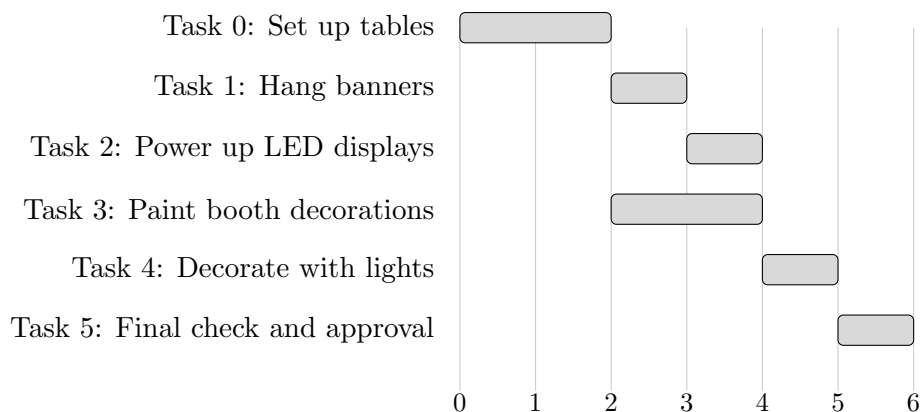 Task 0: Set up tables
Task 1: Hang banners
Task 2: Power up LED displays
Task 3: Paint booth decorations
Task 4: Decorate with lights
Task 5: Final check and approval
0 1 2 3 4 5 6